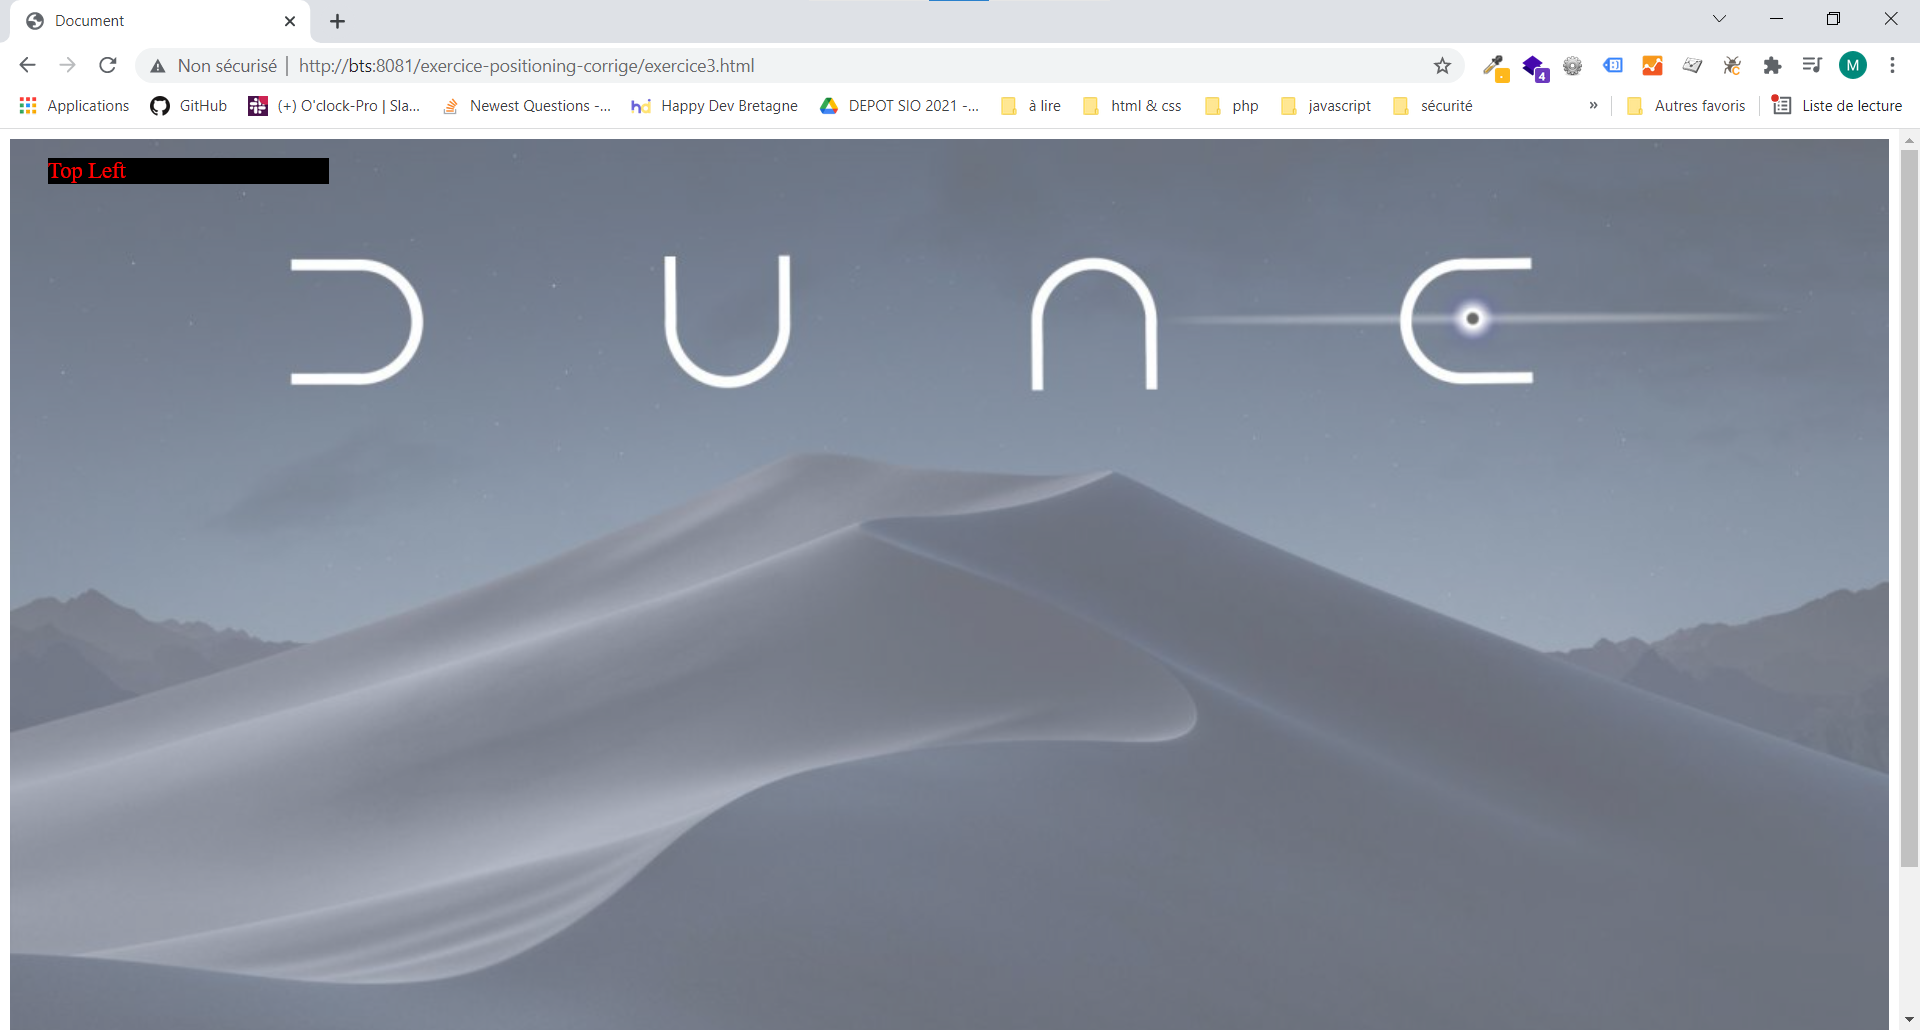 Document
Non sécurisé | http://bts:8081/exercice-positioning-corrige/exercice3.html
4
M
Applications GitHub (+) O'clock-Pro | Sla... Newest Questions -... hd Happy Dev Bretagne DEPOT SIO 2021 -... à lire html & css php javascript sécurité » Autres favoris Liste de lecture
Top Left
DUNE